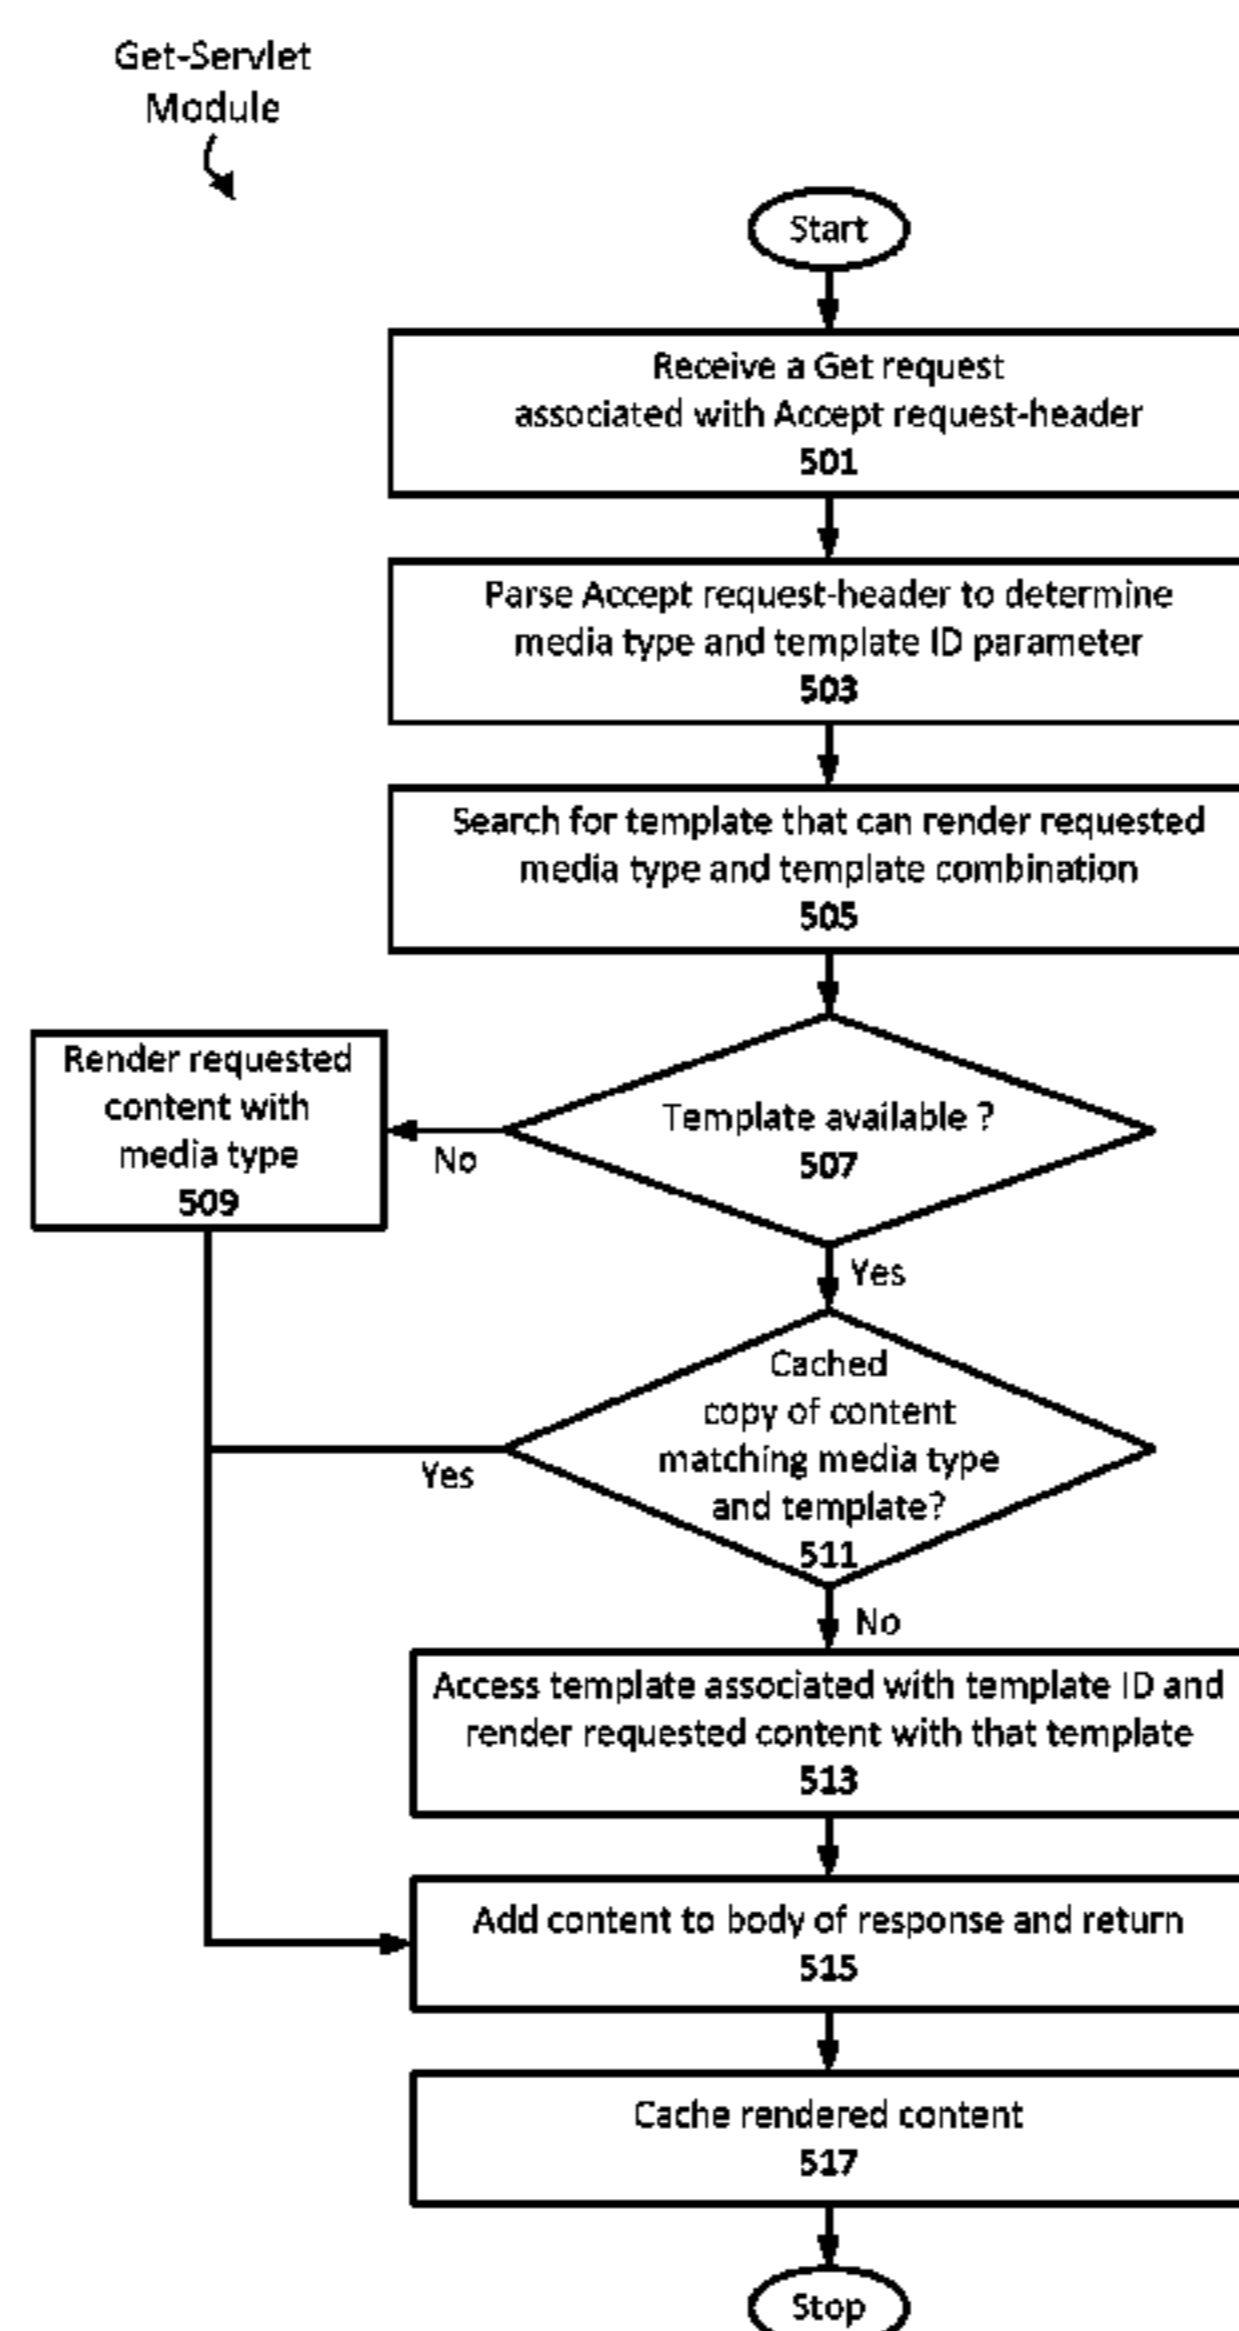 Get-Servlet
Module
Start
Receive a Get request
associated with Accept request-header
501
Parse Accept request-header to determine
media type and template ID parameter
503
Search for template that can render requested
media type and template combination
505
Template available ?
507
No
Render requested
content with
media type
509
Yes
Cached
copy of content
matching media type
and template?
511
Yes
No
Access template associated with template ID and
render requested content with that template
513
Add content to body of response and return
515
Cache rendered content
517
Stop